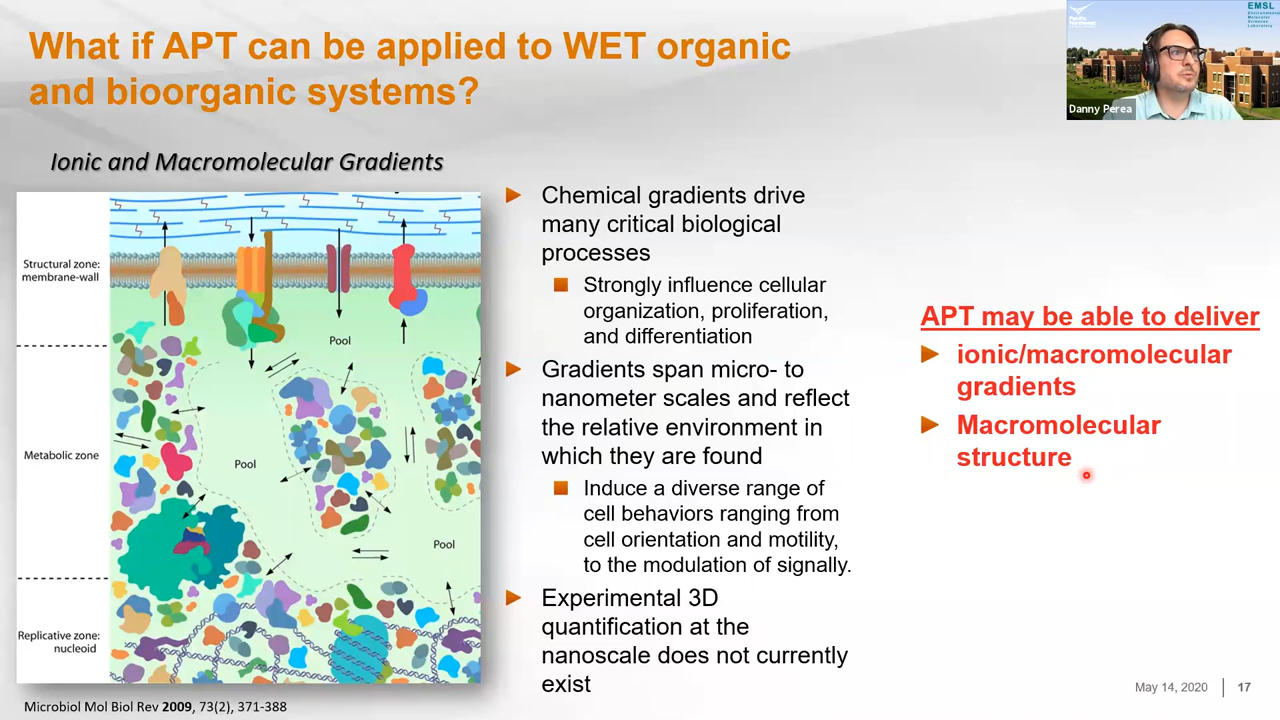 What if APT can be applied to WET organic
and bioorganic systems?
EMSL
Danny Perea
Ionic and Macromolecular Gradients
Structural zone:
membrane-wall
Metabolic zone
Replicative zone:
nucleoid
Pool
Pool
Pool
Microbiol Mol Biol Rev 2009, 73(2), 371-388
Chemical gradients drive
many critical biological
processes
Strongly influence cellular
organization, proliferation,
and differentiation
Gradients span micro- to
nanometer scales and reflect
the relative environment in
which they are found
Induce a diverse range of
cell behaviors ranging from
cell orientation and motility,
to the modulation of signally.
Experimental 3D
quantification at the
nanoscale does not currently
exist
APT may be able to deliver
ionic/macromolecular
gradients
Macromolecular
structure
May 14, 2020
17